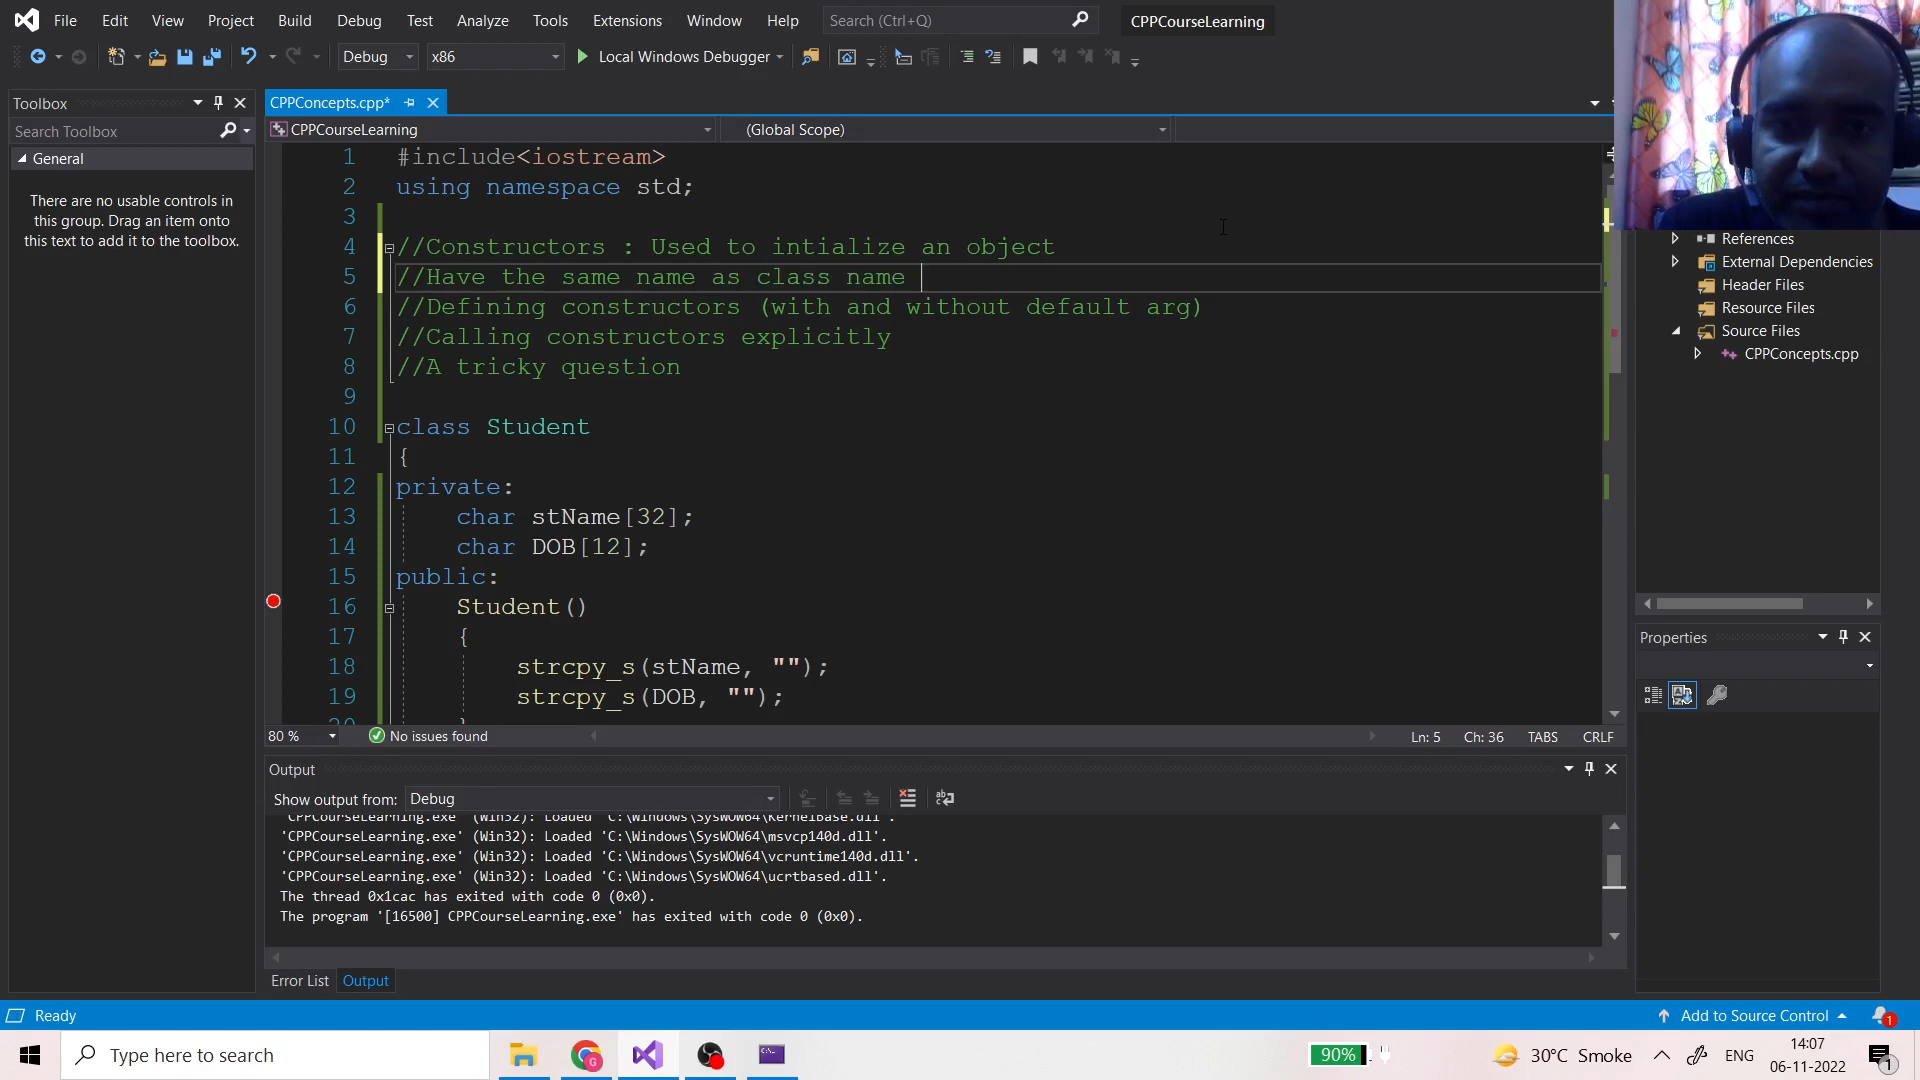 File Edit View Project Build Debug Test Analyze Tools Extensions Window Help Search (Ctrl+Q) CPPCourseLearning
Debug x86 Local Windows Debugger
Toolbox
Search Toolbox
General
There are no usable controls in
this group. Drag an item onto
this text to add it to the toolbox.
CPPConcepts.cpp*
CPPCourseLearning (Global Scope)
1 #include<iostream>
2 using namespace std;
3
4 //Constructors : Used to intialize an object
5 //Have the same name as class name
6 //Defining constructors (with and without default arg)
7 //Calling constructors explicitly
8 //A tricky question
9
10 class Student
11 {
12 private:
13 char stName[32];
14 char DOB[12];
15 public:
16 Student()
17 {
18 strcpy_s(stName, "");
19 strcpy_s(DOB, "");
80 % No issues found Ln: 5 Ch: 36 TABS CRLF
Output
Show output from: Debug
'CPPCourseLearning.exe' (Win32): Loaded 'C:\Windows\SysWOW64\KernelBase.dll'.
'CPPCourseLearning.exe' (Win32): Loaded 'C:\Windows\SysWOW64\msvcp140d.dll'.
'CPPCourseLearning.exe' (Win32): Loaded 'C:\Windows\SysWOW64\vcruntime140d.dll'.
'CPPCourseLearning.exe' (Win32): Loaded 'C:\Windows\SysWOW64\ucrtbased.dll'.
The thread 0x1cac has exited with code 0 (0x0).
The program '[16500] CPPCourseLearning.exe' has exited with code 0 (0x0).
Error List Output
References
External Dependencies
Header Files
Resource Files
Source Files
CPPConcepts.cpp
Properties
Ready Add to Source Control 1
Type here to search 90% 30°C Smoke ENG 14:07
06-11-2022 1